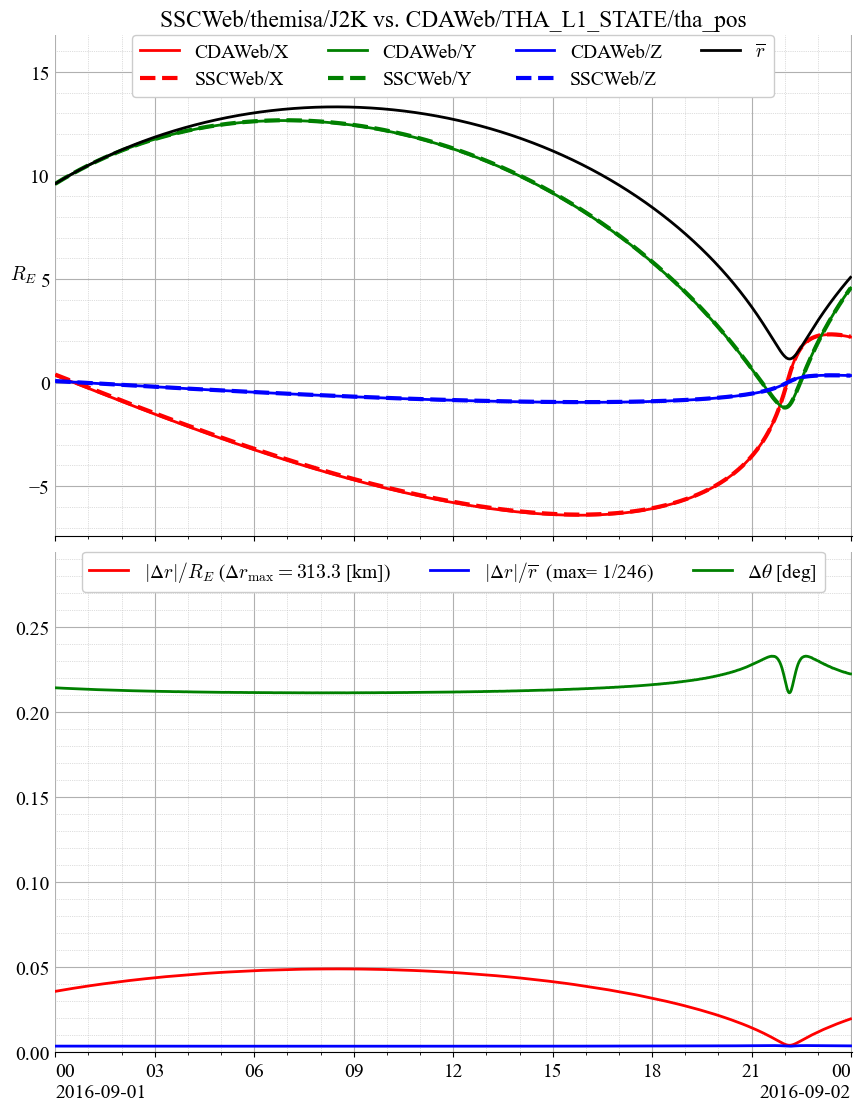 SSCWeb/themisa/J2K vs. CDAWeb/THA_L1_STATE/tha_pos
CDAWeb/X CDAWeb/Y CDAWeb/Z r̅
SSCWeb/X SSCWeb/Y SSCWeb/Z
15
10
R_E 5
0
−5
|Δr|/R_E (Δr_max = 313.3 [km]) |Δr|/r̅ (max= 1/246) Δθ [deg]
0.25
0.20
0.15
0.10
0.05
0.00
00 03 06 09 12 15 18 21 00
2016-09-01 2016-09-02